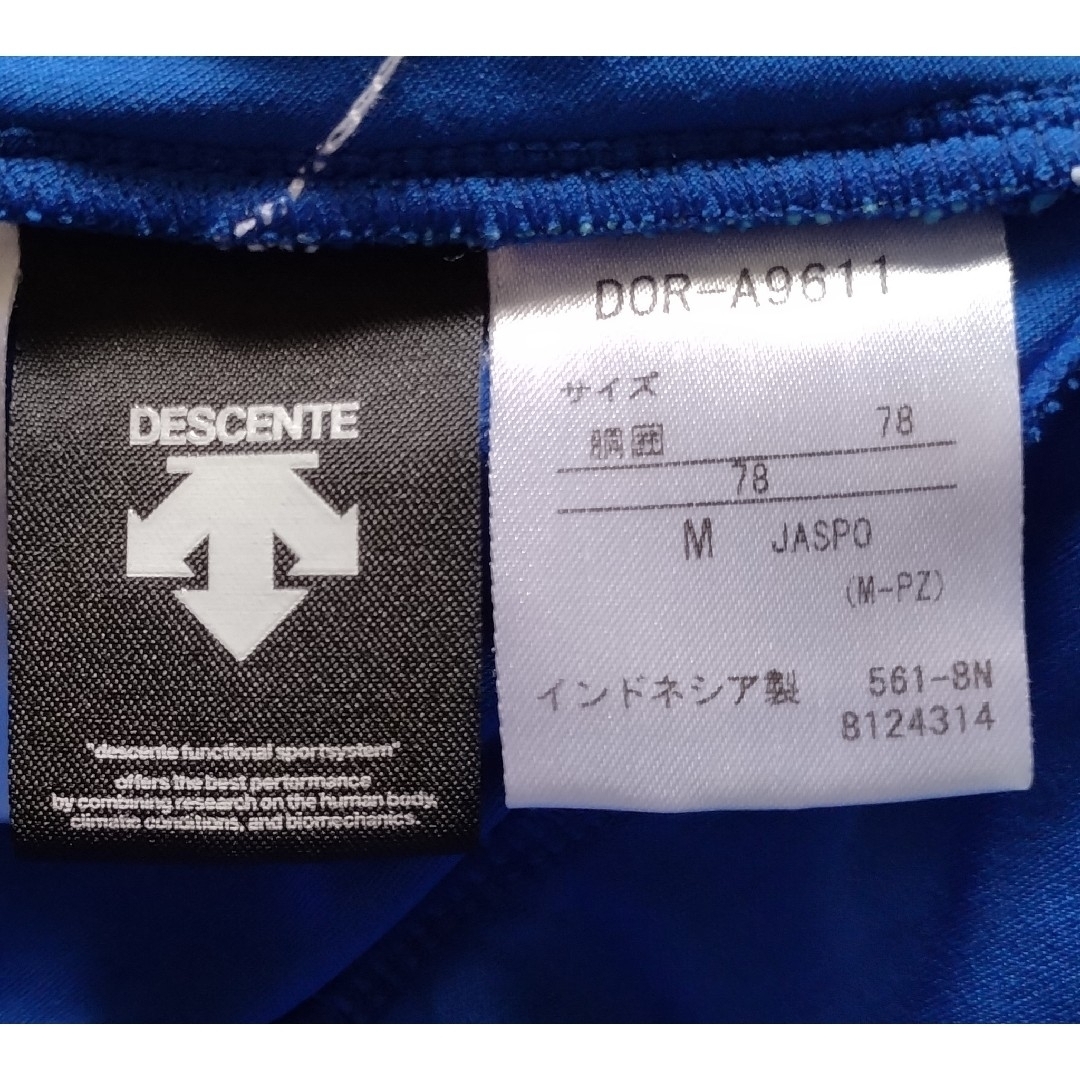 DESCENTE
"descente functional sportsystem"
offers the best performance
by combining research on the human body,
climatic conditions, and biomechanics.
DOR-A9611
サイズ
胴囲 78
78
M JASPO
(M-PZ)
インドネシア製 561-8N
8124314